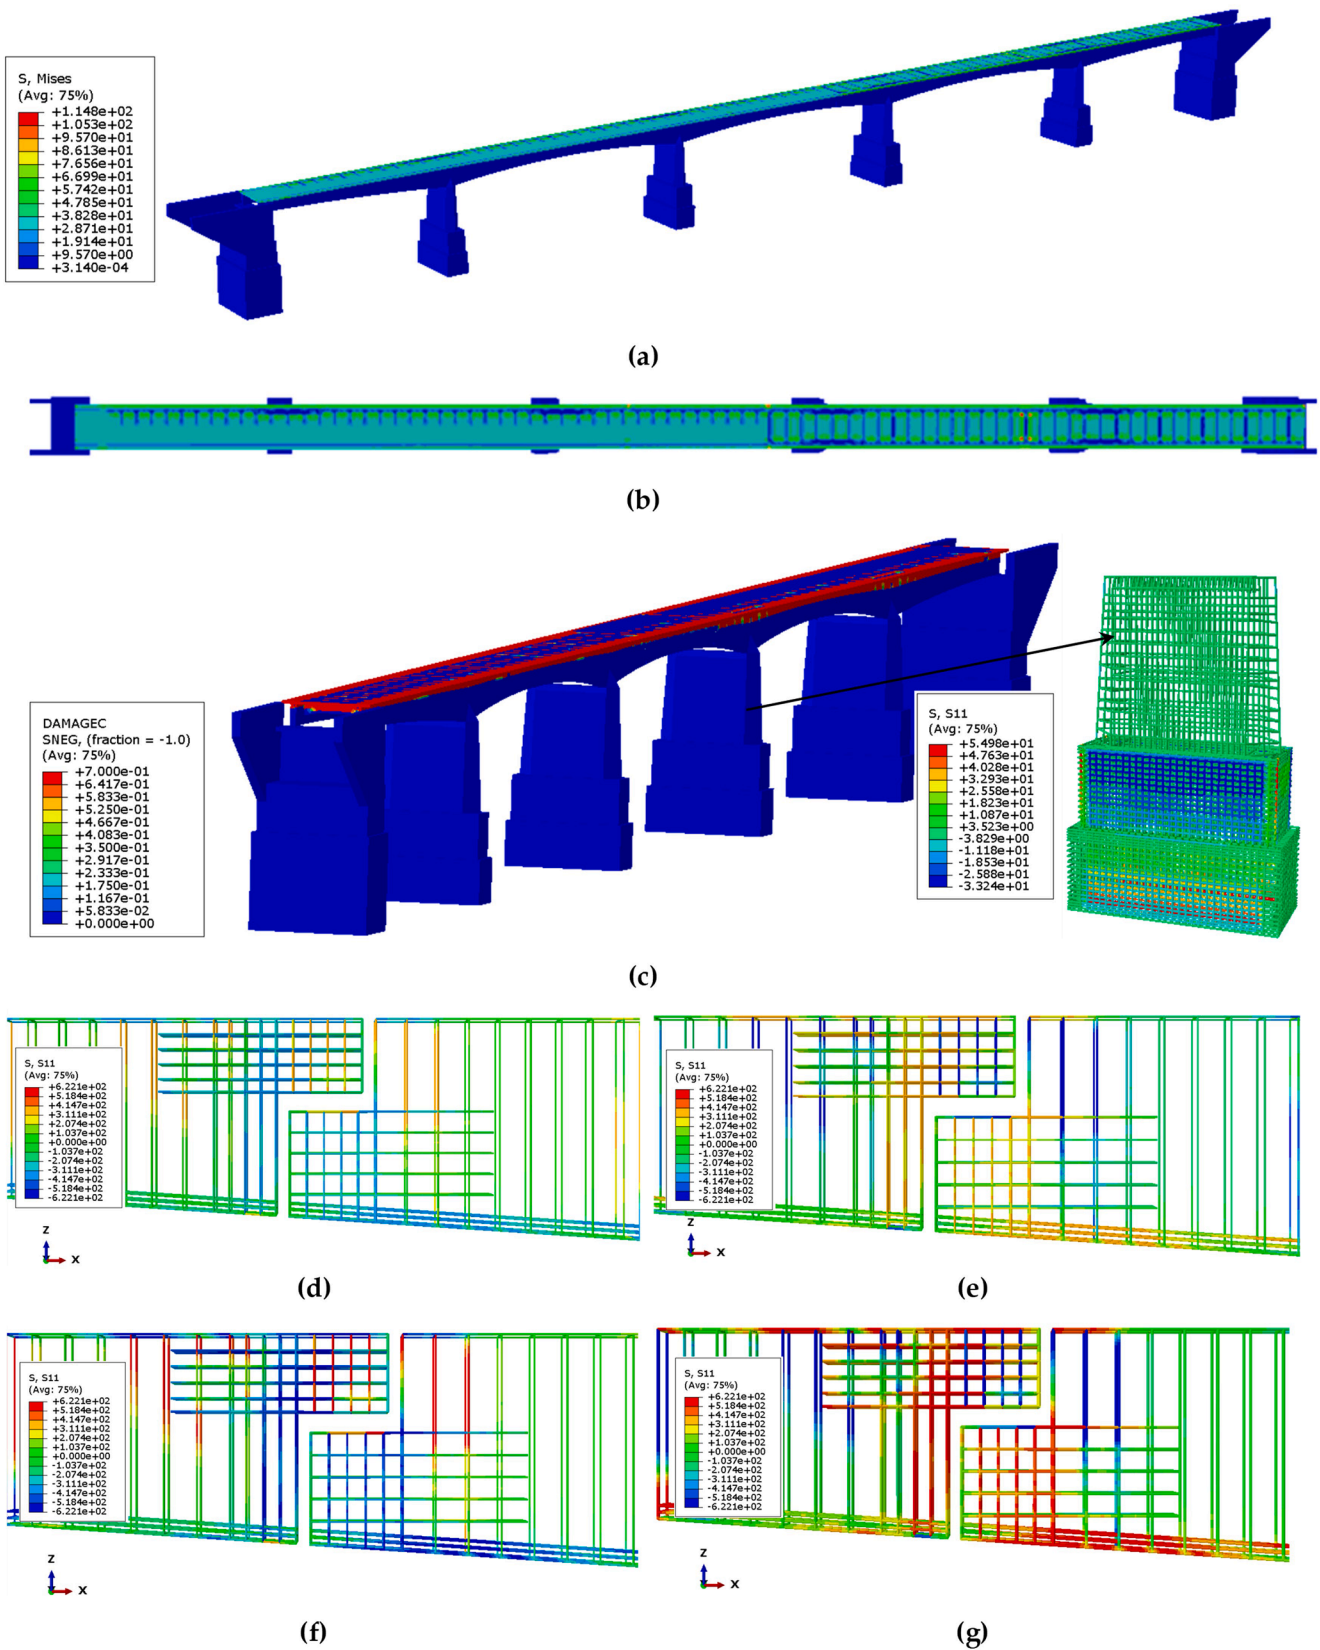 S, Mises
(Avg: 75%)
+1.148e+02
+1.053e+02
+9.570e+01
+8.613e+01
+7.656e+01
+6.699e+01
+5.742e+01
+4.785e+01
+3.828e+01
+2.871e+01
+1.914e+01
+9.570e+00
+3.140e-04
(a)
(b)
DAMAGEC
SNEG, (fraction = -1.0)
(Avg: 75%)
+7.000e-01
+6.417e-01
+5.833e-01
+5.250e-01
+4.667e-01
+4.083e-01
+3.500e-01
+2.917e-01
+2.333e-01
+1.750e-01
+1.167e-01
+5.833e-02
+0.000e+00
S, S11
(Avg: 75%)
+5.498e+01
+4.763e+01
+4.028e+01
+3.293e+01
+2.558e+01
+1.823e+01
+1.087e+01
+3.523e+00
-3.829e+00
-1.118e+01
-1.853e+01
-2.588e+01
-3.324e+01
(c)
S, S11
(Avg: 75%)
+6.221e+02
+5.184e+02
+4.147e+02
+3.111e+02
+2.074e+02
+1.037e+02
+0.000e+00
-1.037e+02
-2.074e+02
-3.111e+02
-4.147e+02
-5.184e+02
-6.221e+02
Z
X
(d)
S, S11
(Avg: 75%)
+6.221e+02
+5.184e+02
+4.147e+02
+3.111e+02
+2.074e+02
+1.037e+02
+0.000e+00
-1.037e+02
-2.074e+02
-3.111e+02
-4.147e+02
-5.184e+02
-6.221e+02
Z
X
(e)
S, S11
(Avg: 75%)
+6.221e+02
+5.184e+02
+4.147e+02
+3.111e+02
+2.074e+02
+1.037e+02
+0.000e+00
-1.037e+02
-2.074e+02
-3.111e+02
-4.147e+02
-5.184e+02
-6.221e+02
Z
X
(f)
S, S11
(Avg: 75%)
+6.221e+02
+5.184e+02
+4.147e+02
+3.111e+02
+2.074e+02
+1.037e+02
+0.000e+00
-1.037e+02
-2.074e+02
-3.111e+02
-4.147e+02
-5.184e+02
-6.221e+02
Z
X
(g)